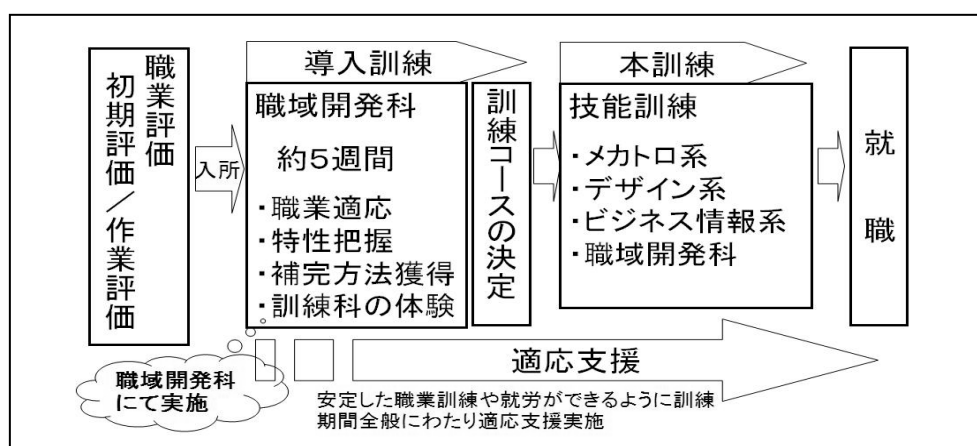 職業評価
初期評価／作業評価
入所
導入訓練
職域開発科
約５週間
・職業適応
・特性把握
・補完方法獲得
・訓練科の体験
訓練コースの決定
本訓練
技能訓練
・メカトロ系
・デザイン系
・ビジネス情報系
・職域開発科
就職
職域開発科
にて実施
適応支援
安定した職業訓練や就労ができるように訓練
期間全般にわたり適応支援実施